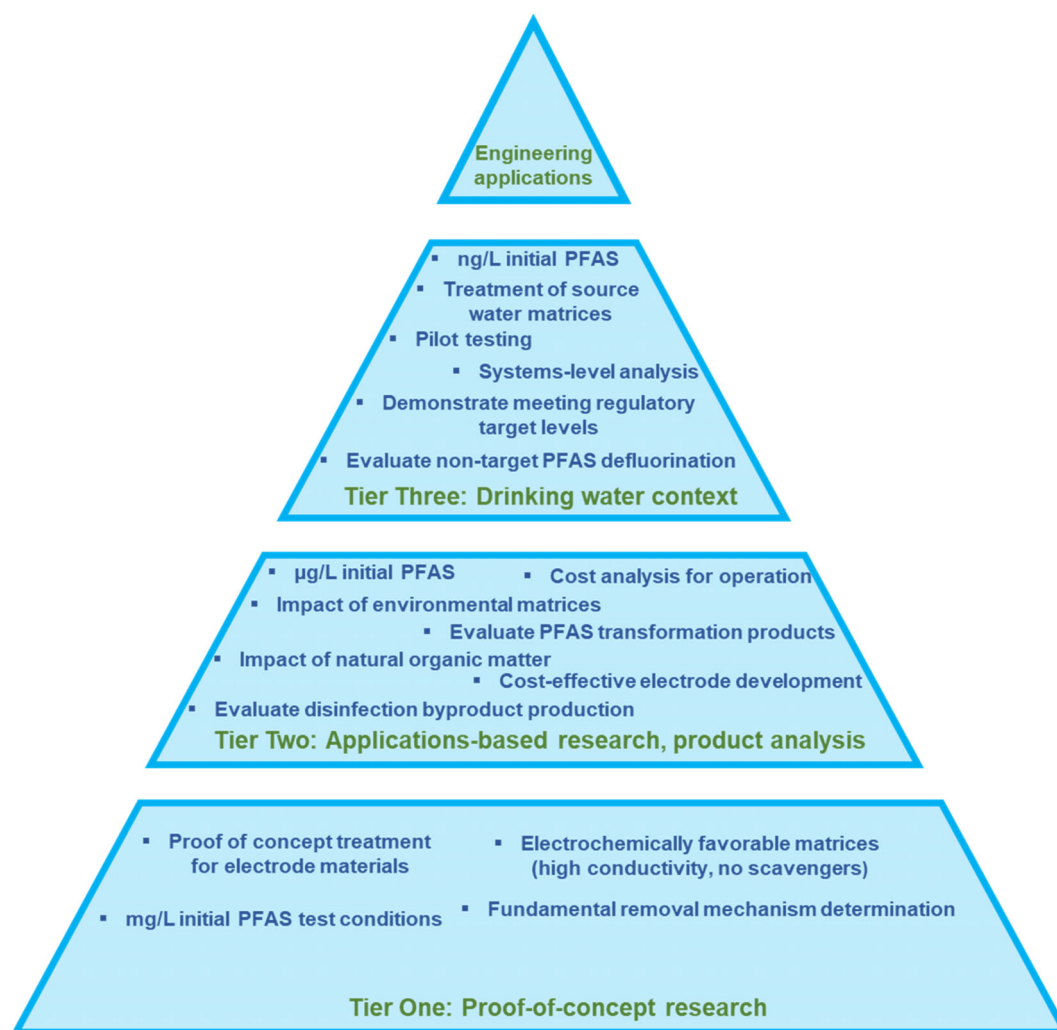 Engineering
applications
▪ ng/L initial PFAS
▪ Treatment of source
water matrices
▪ Pilot testing
▪ Systems-level analysis
▪ Demonstrate meeting regulatory
target levels
▪ Evaluate non-target PFAS defluorination
Tier Three: Drinking water context
▪ µg/L initial PFAS
▪ Cost analysis for operation
▪ Impact of environmental matrices
▪ Evaluate PFAS transformation products
▪ Impact of natural organic matter
▪ Cost-effective electrode development
▪ Evaluate disinfection byproduct production
Tier Two: Applications-based research, product analysis
▪ Proof of concept treatment
for electrode materials
▪ Electrochemically favorable matrices
(high conductivity, no scavengers)
▪ mg/L initial PFAS test conditions
▪ Fundamental removal mechanism determination
Tier One: Proof-of-concept research